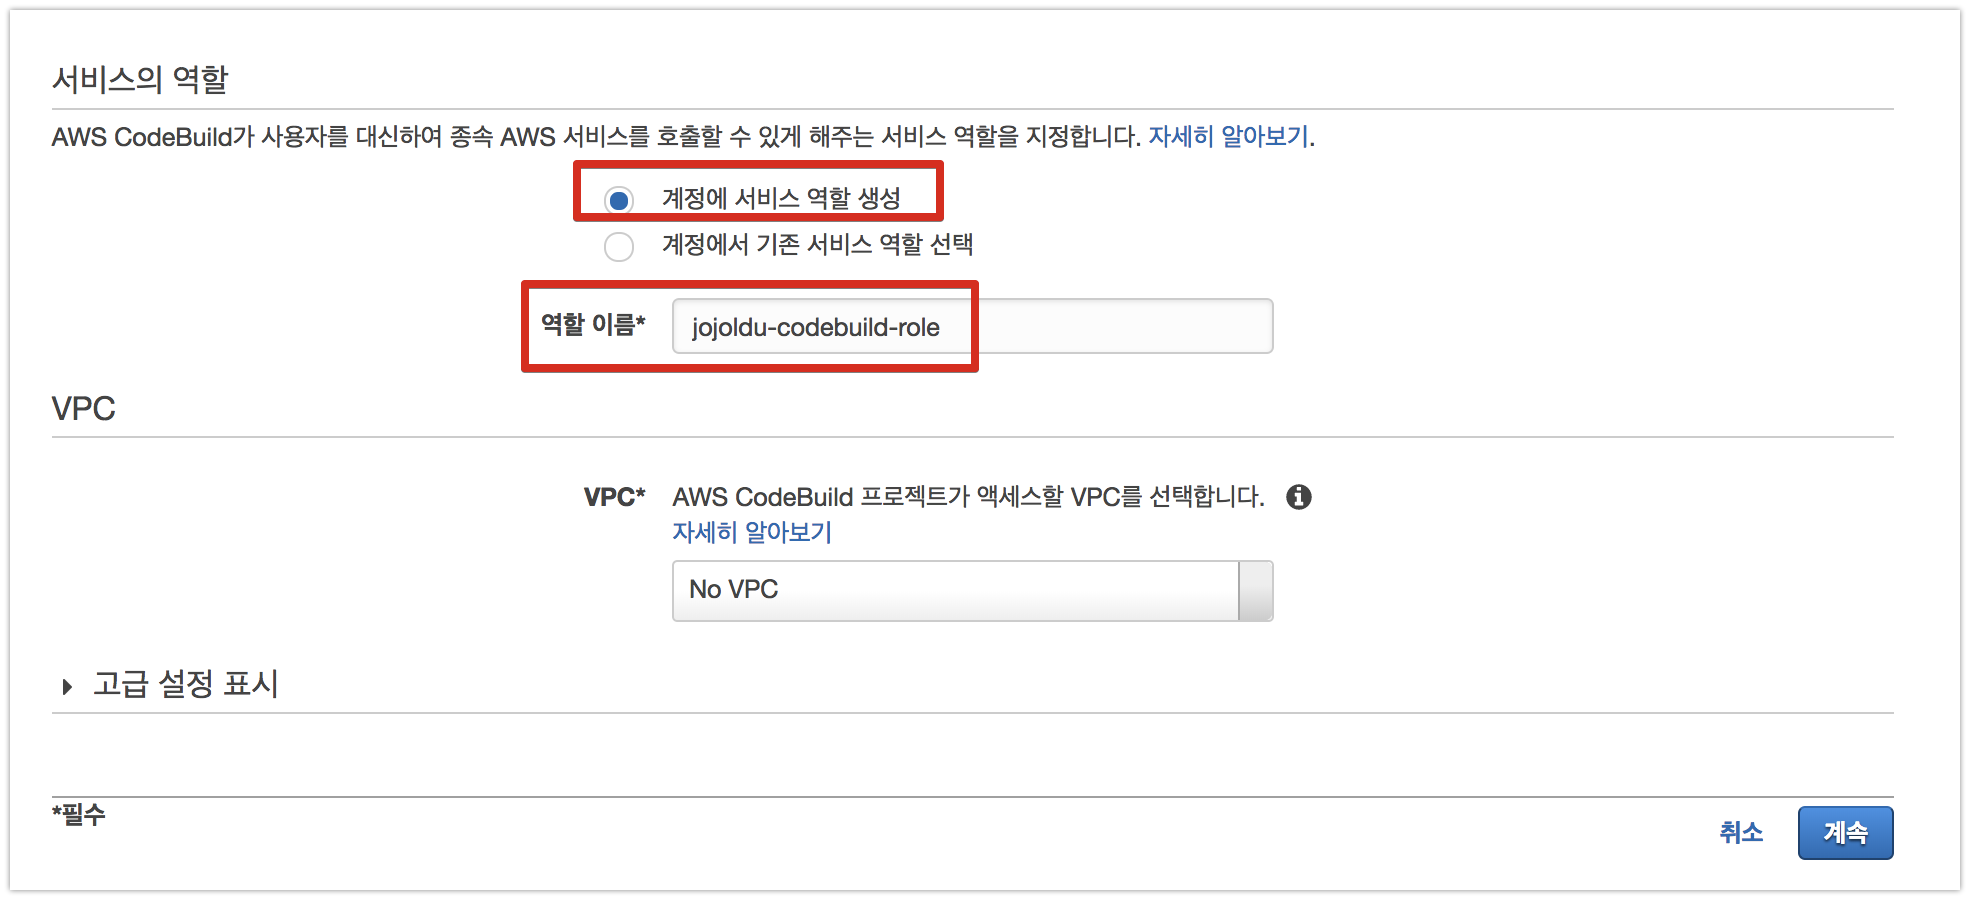 서비스의 역할
AWS CodeBuild가 사용자를 대신하여 종속 AWS 서비스를 호출할 수 있게 해주는 서비스 역할을 지정합니다. 자세히 알아보기.
계정에 서비스 역할 생성
계정에서 기존 서비스 역할 선택
역할 이름* jojoldu-codebuild-role
VPC
VPC* AWS CodeBuild 프로젝트가 액세스할 VPC를 선택합니다.
자세히 알아보기
No VPC
고급 설정 표시
*필수
취소 계속